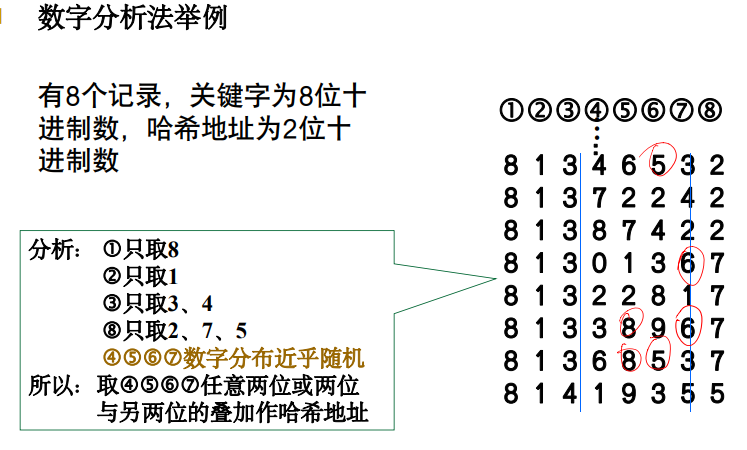 数字分析法举例
有8个记录，关键字为8位十
进制数，哈希地址为2位十
进制数
①②③④⑤⑥⑦⑧
8 1 3 4 6 5 3 2
8 1 3 7 2 2 4 2
8 1 3 8 7 4 2 2
8 1 3 0 1 3 6 7
8 1 3 2 2 8 1 7
8 1 3 3 8 9 6 7
8 1 3 6 8 5 3 7
8 1 4 1 9 3 5 5
分析： ①只取8
②只取1
③只取3、4
⑧只取2、7、5
④⑤⑥⑦数字分布近乎随机
所以：取④⑤⑥⑦任意两位或两位
与另两位的叠加作哈希地址